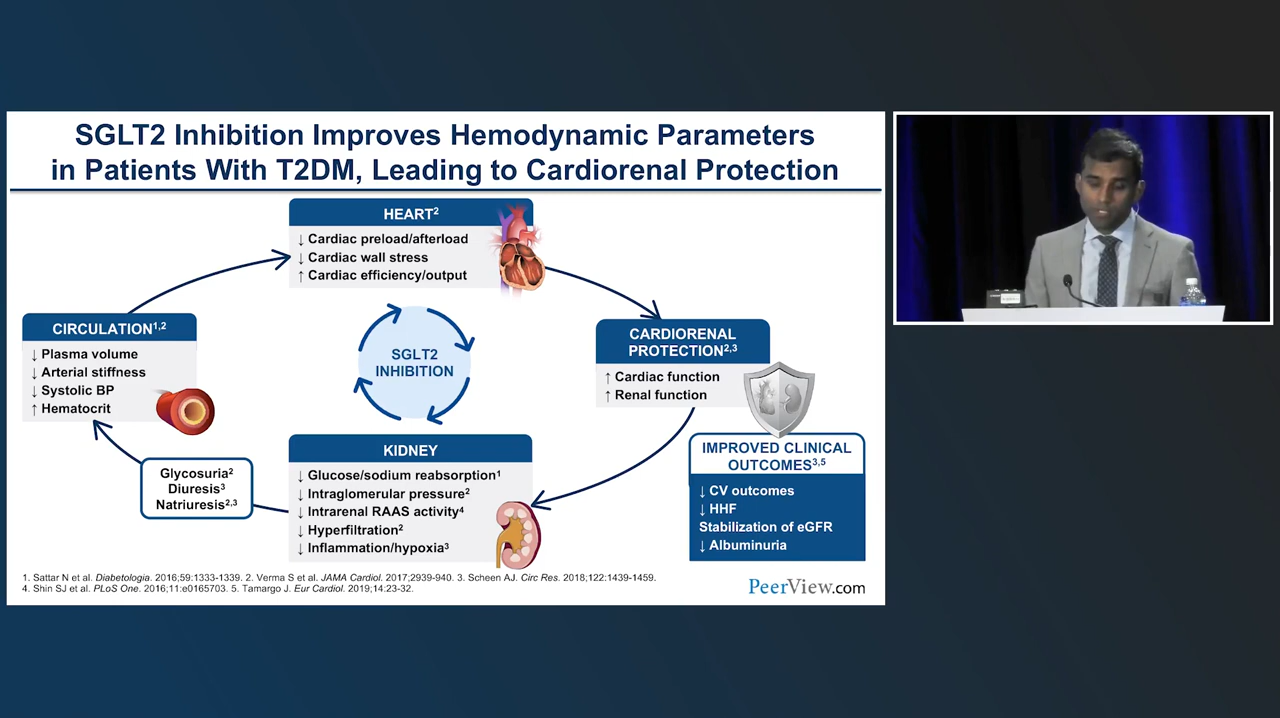 SGLT2 Inhibition Improves Hemodynamic Parameters
in Patients With T2DM, Leading to Cardiorenal Protection
HEART²
↓ Cardiac preload/afterload
↓ Cardiac wall stress
↑ Cardiac efficiency/output
CIRCULATION¹,²
↓ Plasma volume
↓ Arterial stiffness
↓ Systolic BP
↑ Hematocrit
SGLT2
INHIBITION
CARDIORENAL
PROTECTION²,³
↑ Cardiac function
↑ Renal function
Glycosuria²
Diuresis³
Natriuresis²,³
KIDNEY
↓ Glucose/sodium reabsorption¹
↓ Intraglomerular pressure²
↓ Intrarenal RAAS activity⁴
↓ Hyperfiltration²
↓ Inflammation/hypoxia³
IMPROVED CLINICAL
OUTCOMES³,⁵
↓ CV outcomes
↓ HHF
Stabilization of eGFR
↓ Albuminuria
1. Sattar N et al. Diabetologia. 2016;59:1333-1339. 2. Verma S et al. JAMA Cardiol. 2017;2939-940. 3. Scheen AJ. Circ Res. 2018;122:1439-1459.
4. Shin SJ et al. PLoS One. 2016;11:e0165703. 5. Tamargo J. Eur Cardiol. 2019;14:23-32.
PeerView.com